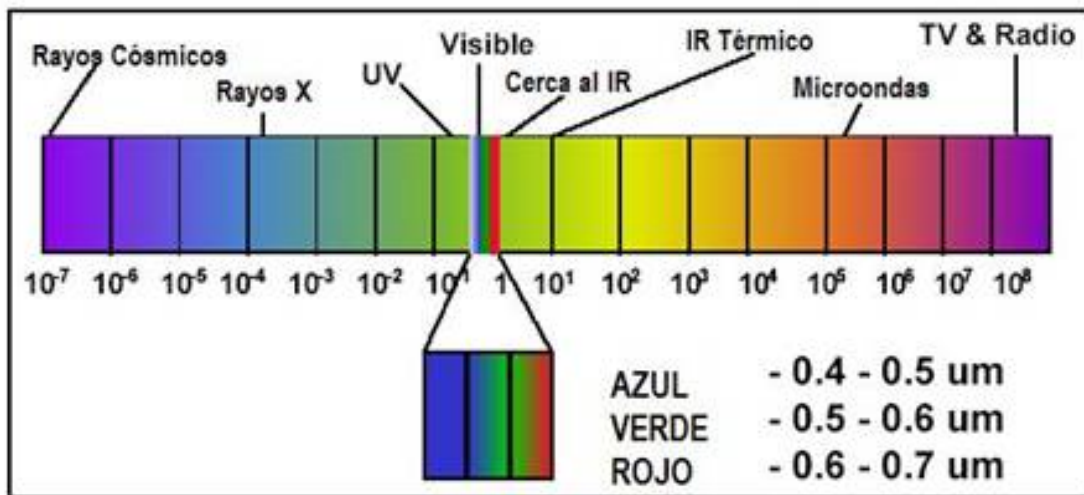 Rayos Cósmicos
Rayos X
UV
Visible
Cerca al IR
IR Térmico
Microondas
TV & Radio
10⁻⁷ 10⁻⁶ 10⁻⁵ 10⁻⁴ 10⁻³ 10⁻² 10⁻¹ 1 10¹ 10² 10³ 10⁴ 10⁵ 10⁶ 10⁷ 10⁸
AZUL - 0.4 - 0.5 um
VERDE - 0.5 - 0.6 um
ROJO - 0.6 - 0.7 um